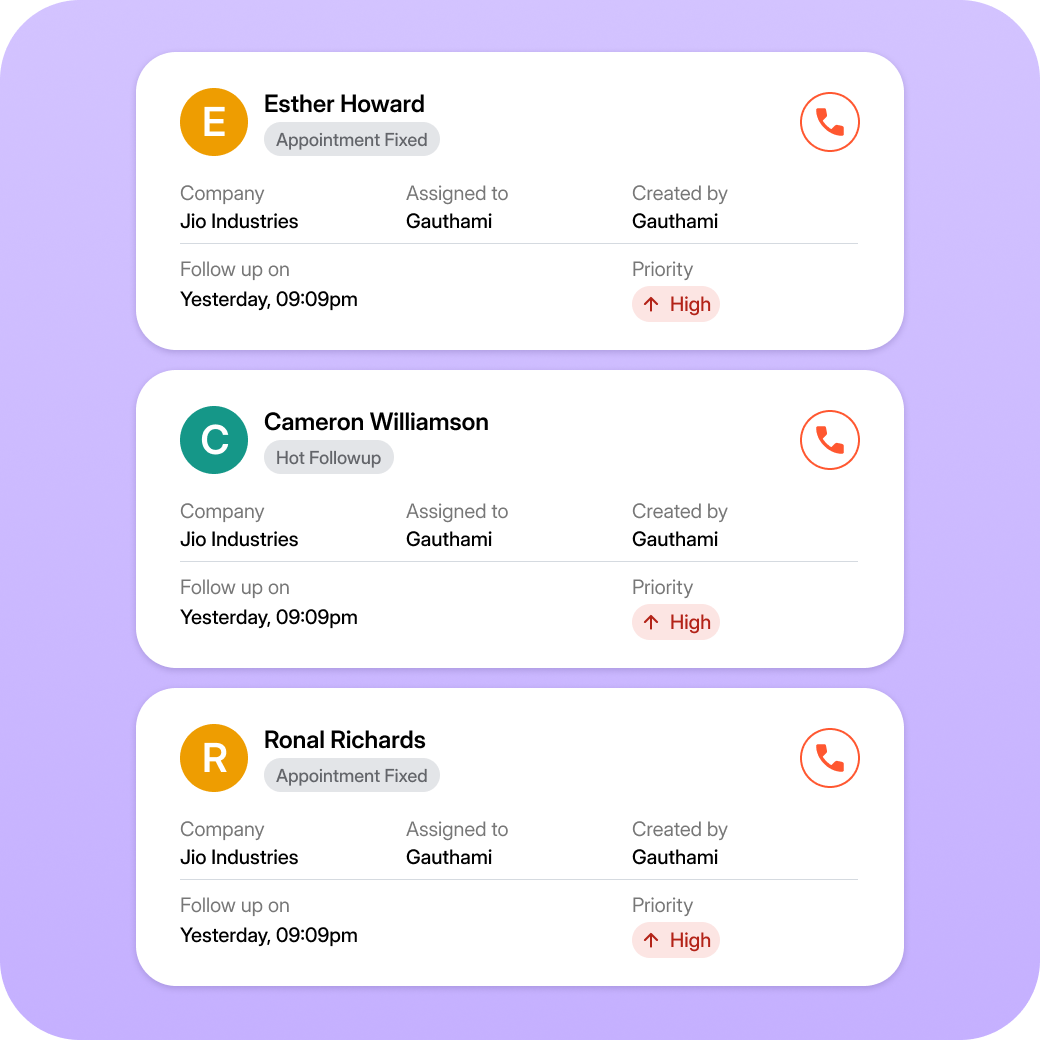 E
Esther Howard
Appointment Fixed
Company Assigned to Created by
Jio Industries Gauthami Gauthami
Follow up on Priority
Yesterday, 09:09pm High
C
Cameron Williamson
Hot Followup
Company Assigned to Created by
Jio Industries Gauthami Gauthami
Follow up on Priority
Yesterday, 09:09pm High
R
Ronal Richards
Appointment Fixed
Company Assigned to Created by
Jio Industries Gauthami Gauthami
Follow up on Priority
Yesterday, 09:09pm High